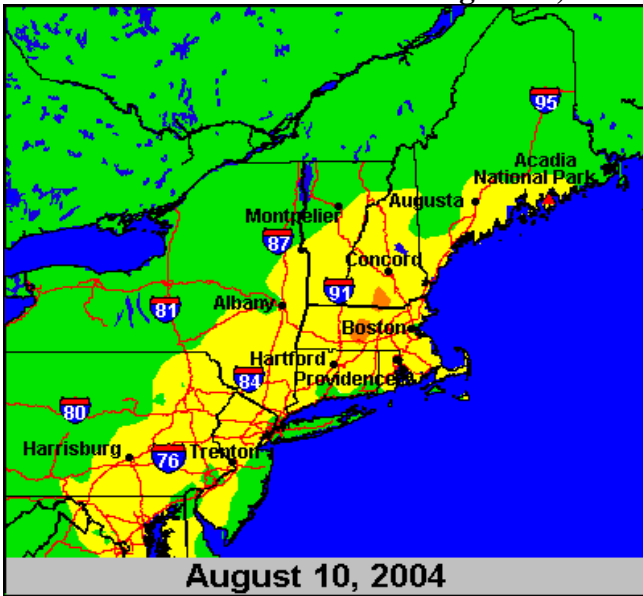 95
Acadia
National Park
Augusta
Montpelier
87
Concord
91
81
Albany
Boston
Hartford
84
Providence
80
Harrisburg
76
Trenton
August 10, 2004